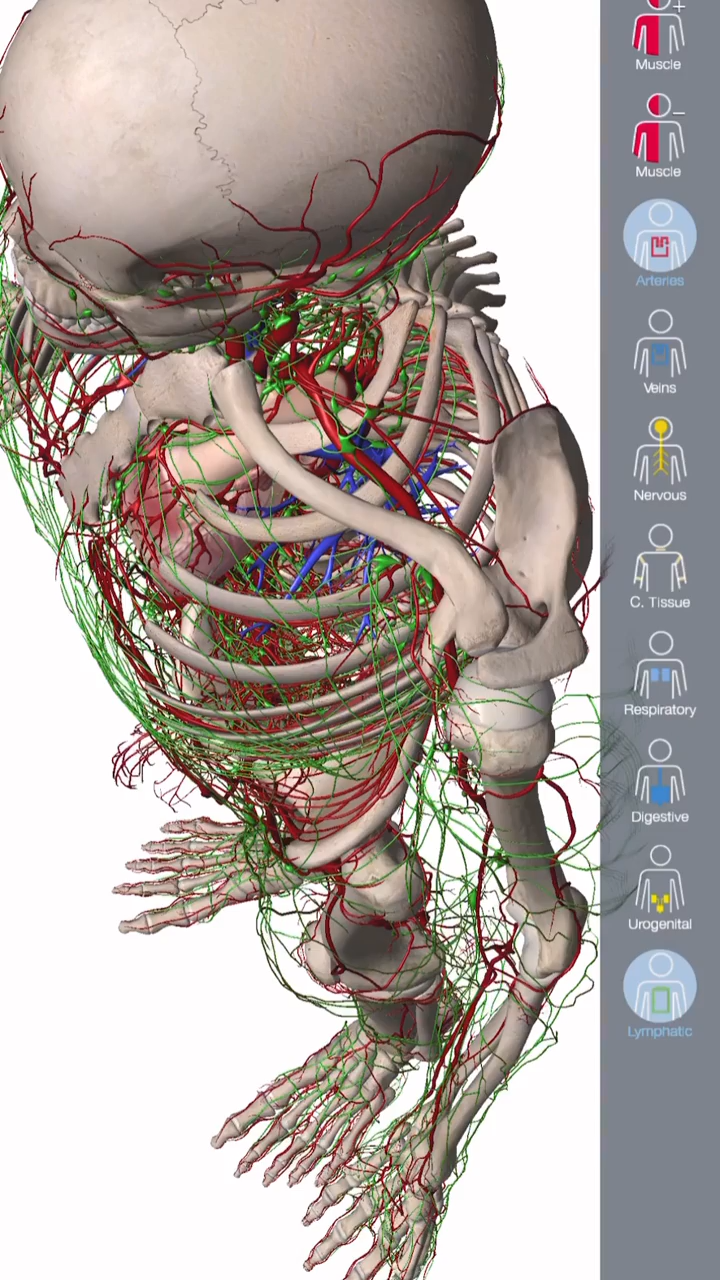 Muscle
Muscle
Arteries
Veins
Nervous
C. Tissue
Respiratory
Digestive
Urogenital
Lymphatic